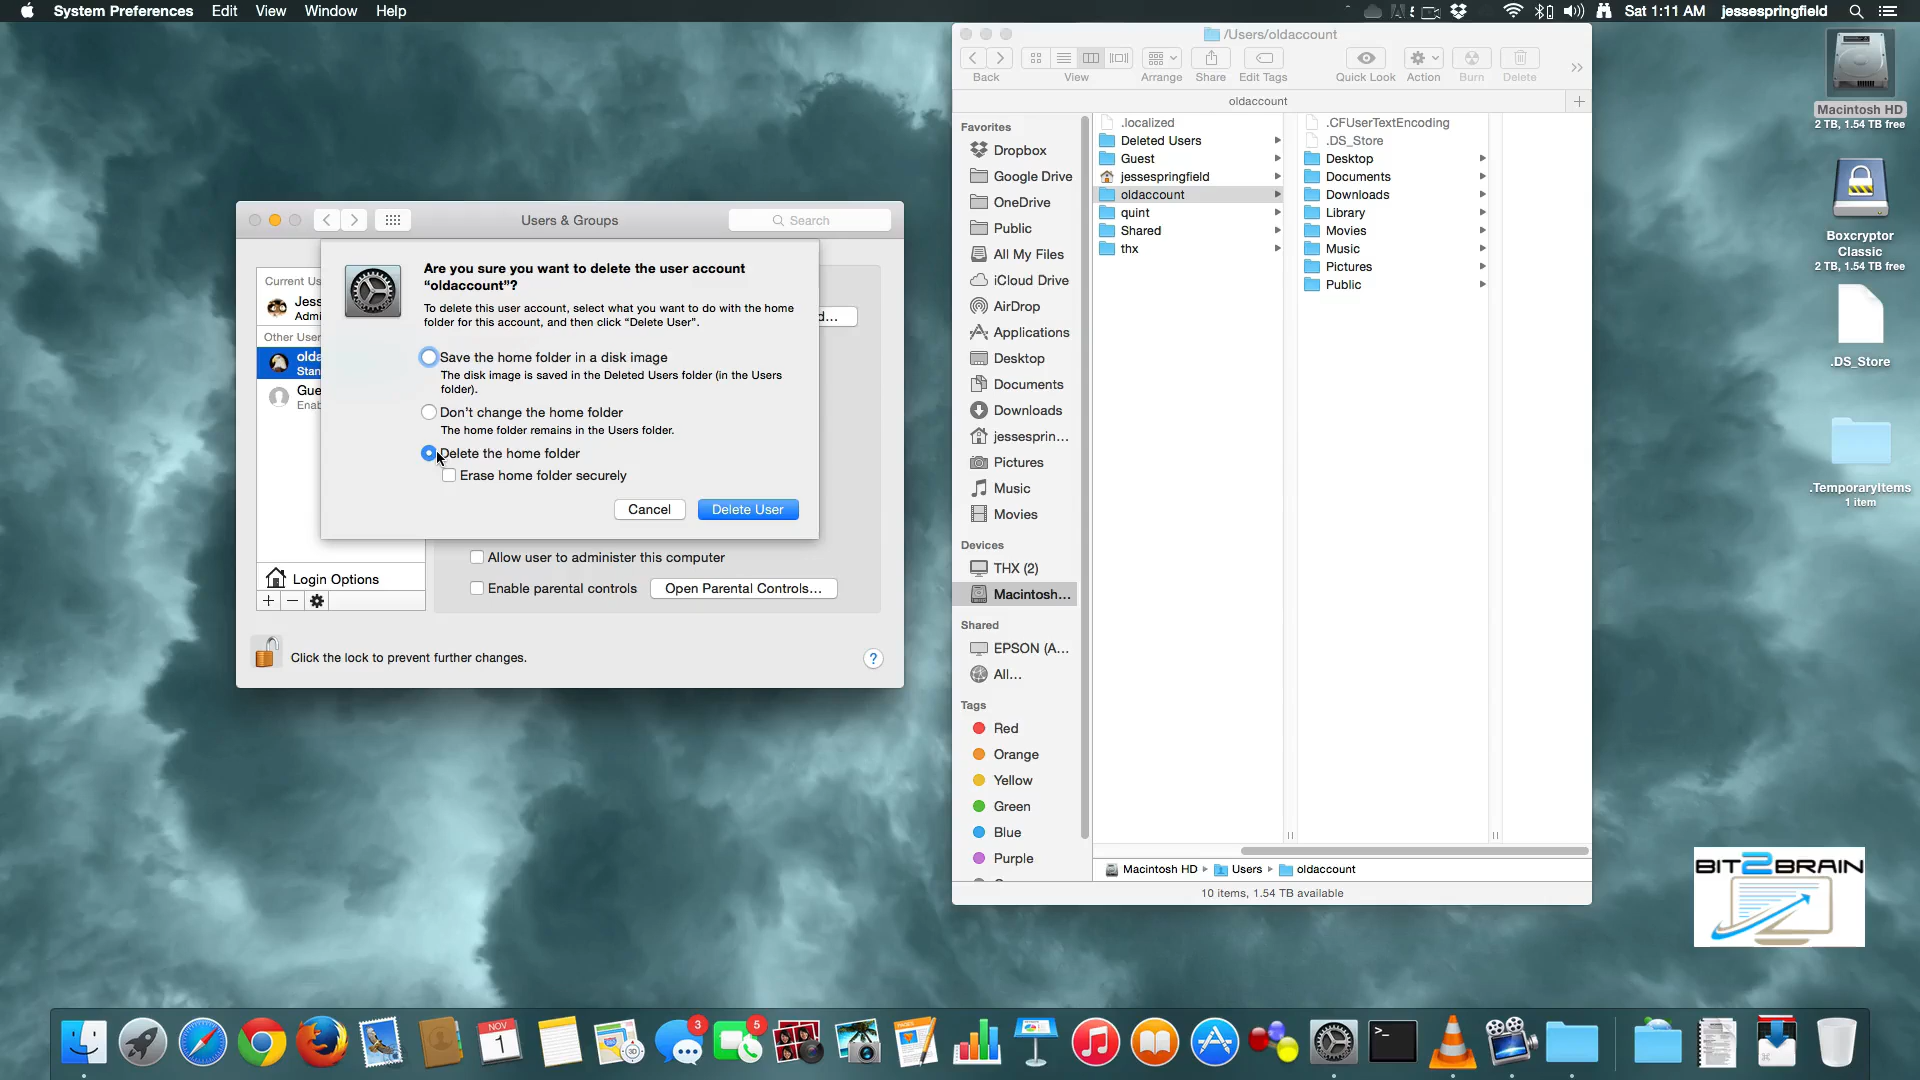 System Preferences Edit View Window Help
Sat 1:11 AM jessespringfield
Users & Groups
Search
Current Us
Jess
Admi
Other User
olda
Stan
Gue
Enab
Login Options
Are you sure you want to delete the user account
“oldaccount”?
To delete this user account, select what you want to do with the home
folder for this account, and then click “Delete User”.
Save the home folder in a disk image
The disk image is saved in the Deleted Users folder (in the Users
folder).
Don’t change the home folder
The home folder remains in the Users folder.
Delete the home folder
Erase home folder securely
Cancel Delete User
d...
Allow user to administer this computer
Enable parental controls Open Parental Controls...
Click the lock to prevent further changes.
?
/Users/oldaccount
Back View Arrange Share Edit Tags Quick Look Action Burn Delete
oldaccount
Favorites
Dropbox
Google Drive
OneDrive
Public
All My Files
iCloud Drive
AirDrop
Applications
Desktop
Documents
Downloads
jessesprin...
Pictures
Music
Movies
Devices
THX (2)
Macintosh...
Shared
EPSON (A...
All...
Tags
Red
Orange
Yellow
Green
Blue
Purple
.localized
Deleted Users
Guest
jessespringfield
oldaccount
quint
Shared
thx
.CFUserTextEncoding
.DS_Store
Desktop
Documents
Downloads
Library
Movies
Music
Pictures
Public
Macintosh HD Users oldaccount
10 items, 1.54 TB available
Macintosh HD
2 TB, 1.54 TB free
Boxcryptor
Classic
2 TB, 1.54 TB free
.DS_Store
.TemporaryItems
1 item
BIT2BRAIN
NOV
1
3D
3
5
PAGES
>_